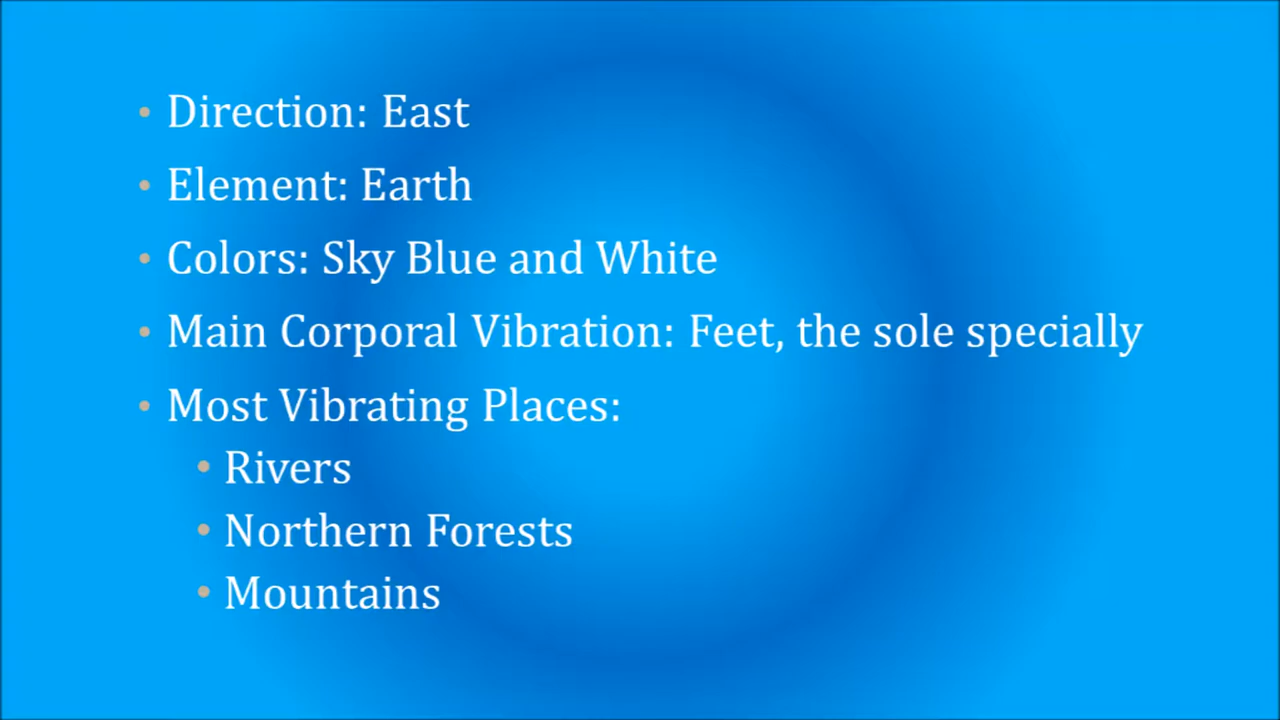 • Direction: East
• Element: Earth
• Colors: Sky Blue and White
• Main Corporal Vibration: Feet, the sole specially
• Most Vibrating Places:
• Rivers
• Northern Forests
• Mountains